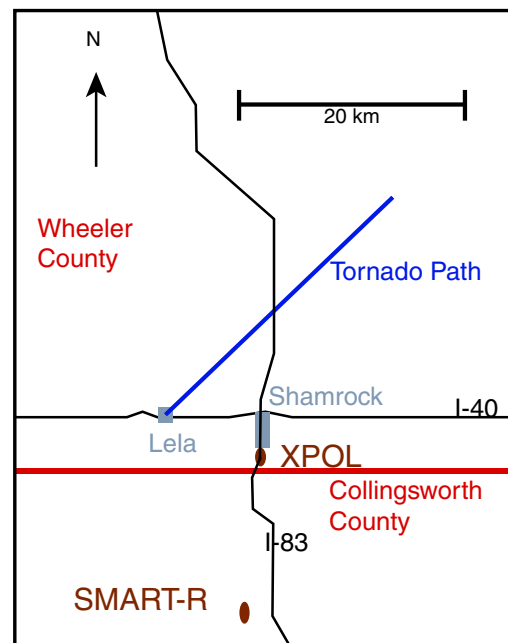 N
20 km
Wheeler
County
Tornado Path
Shamrock
I-40
Lela
XPOL
Collingsworth
County
I-83
SMART-R